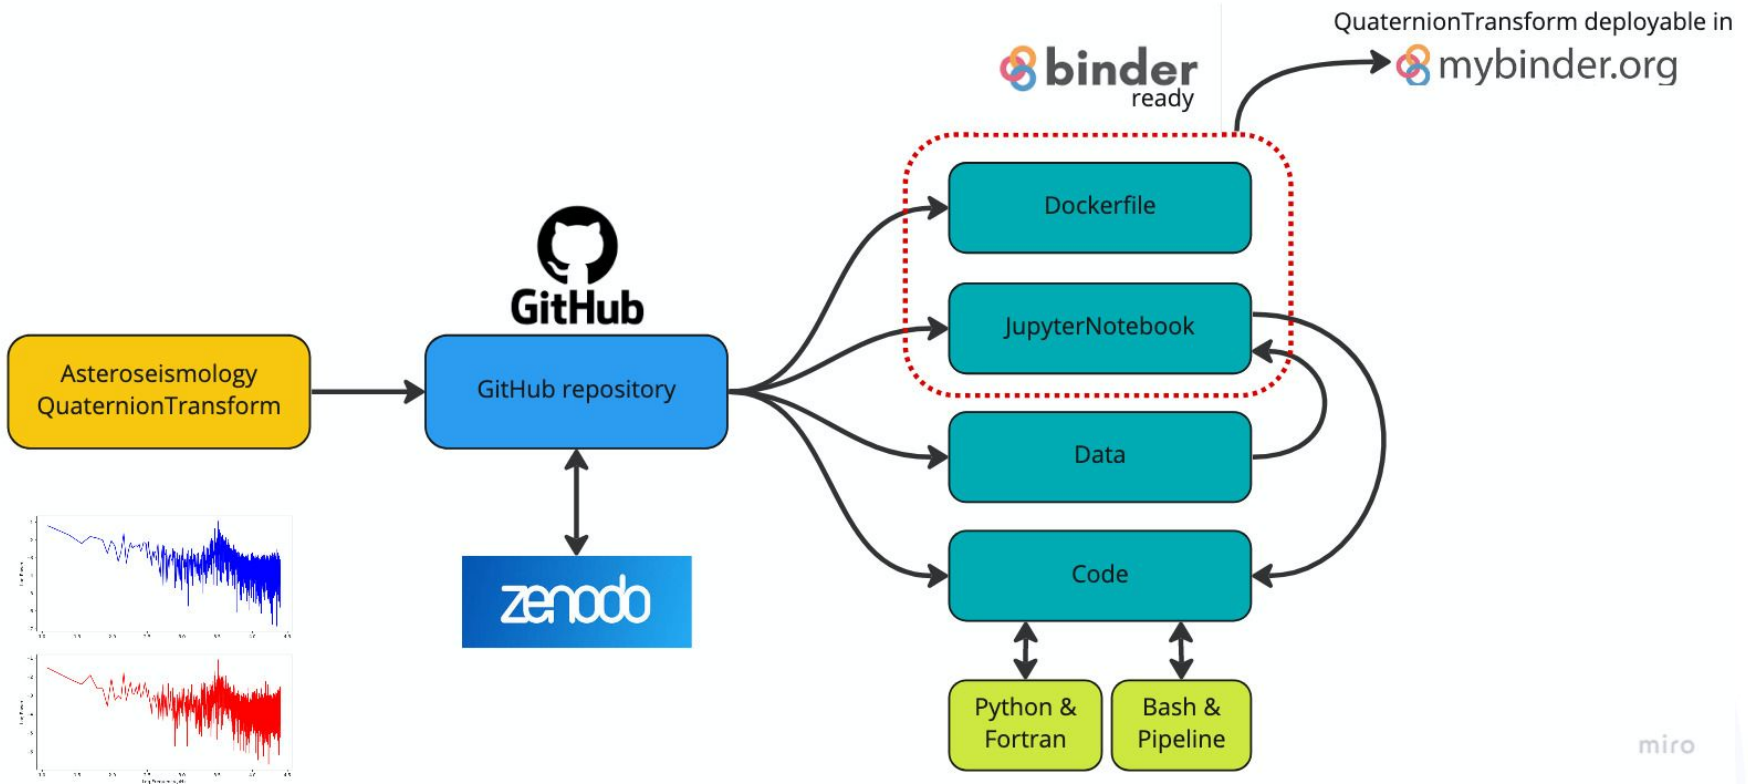 QuaternionTransform deployable in
binder
ready
mybinder.org
Dockerfile
GitHub
JupyterNotebook
Asteroseismology
QuaternionTransform
GitHub repository
Data
zenodo
Code
Python &
Fortran
Bash &
Pipeline
miro